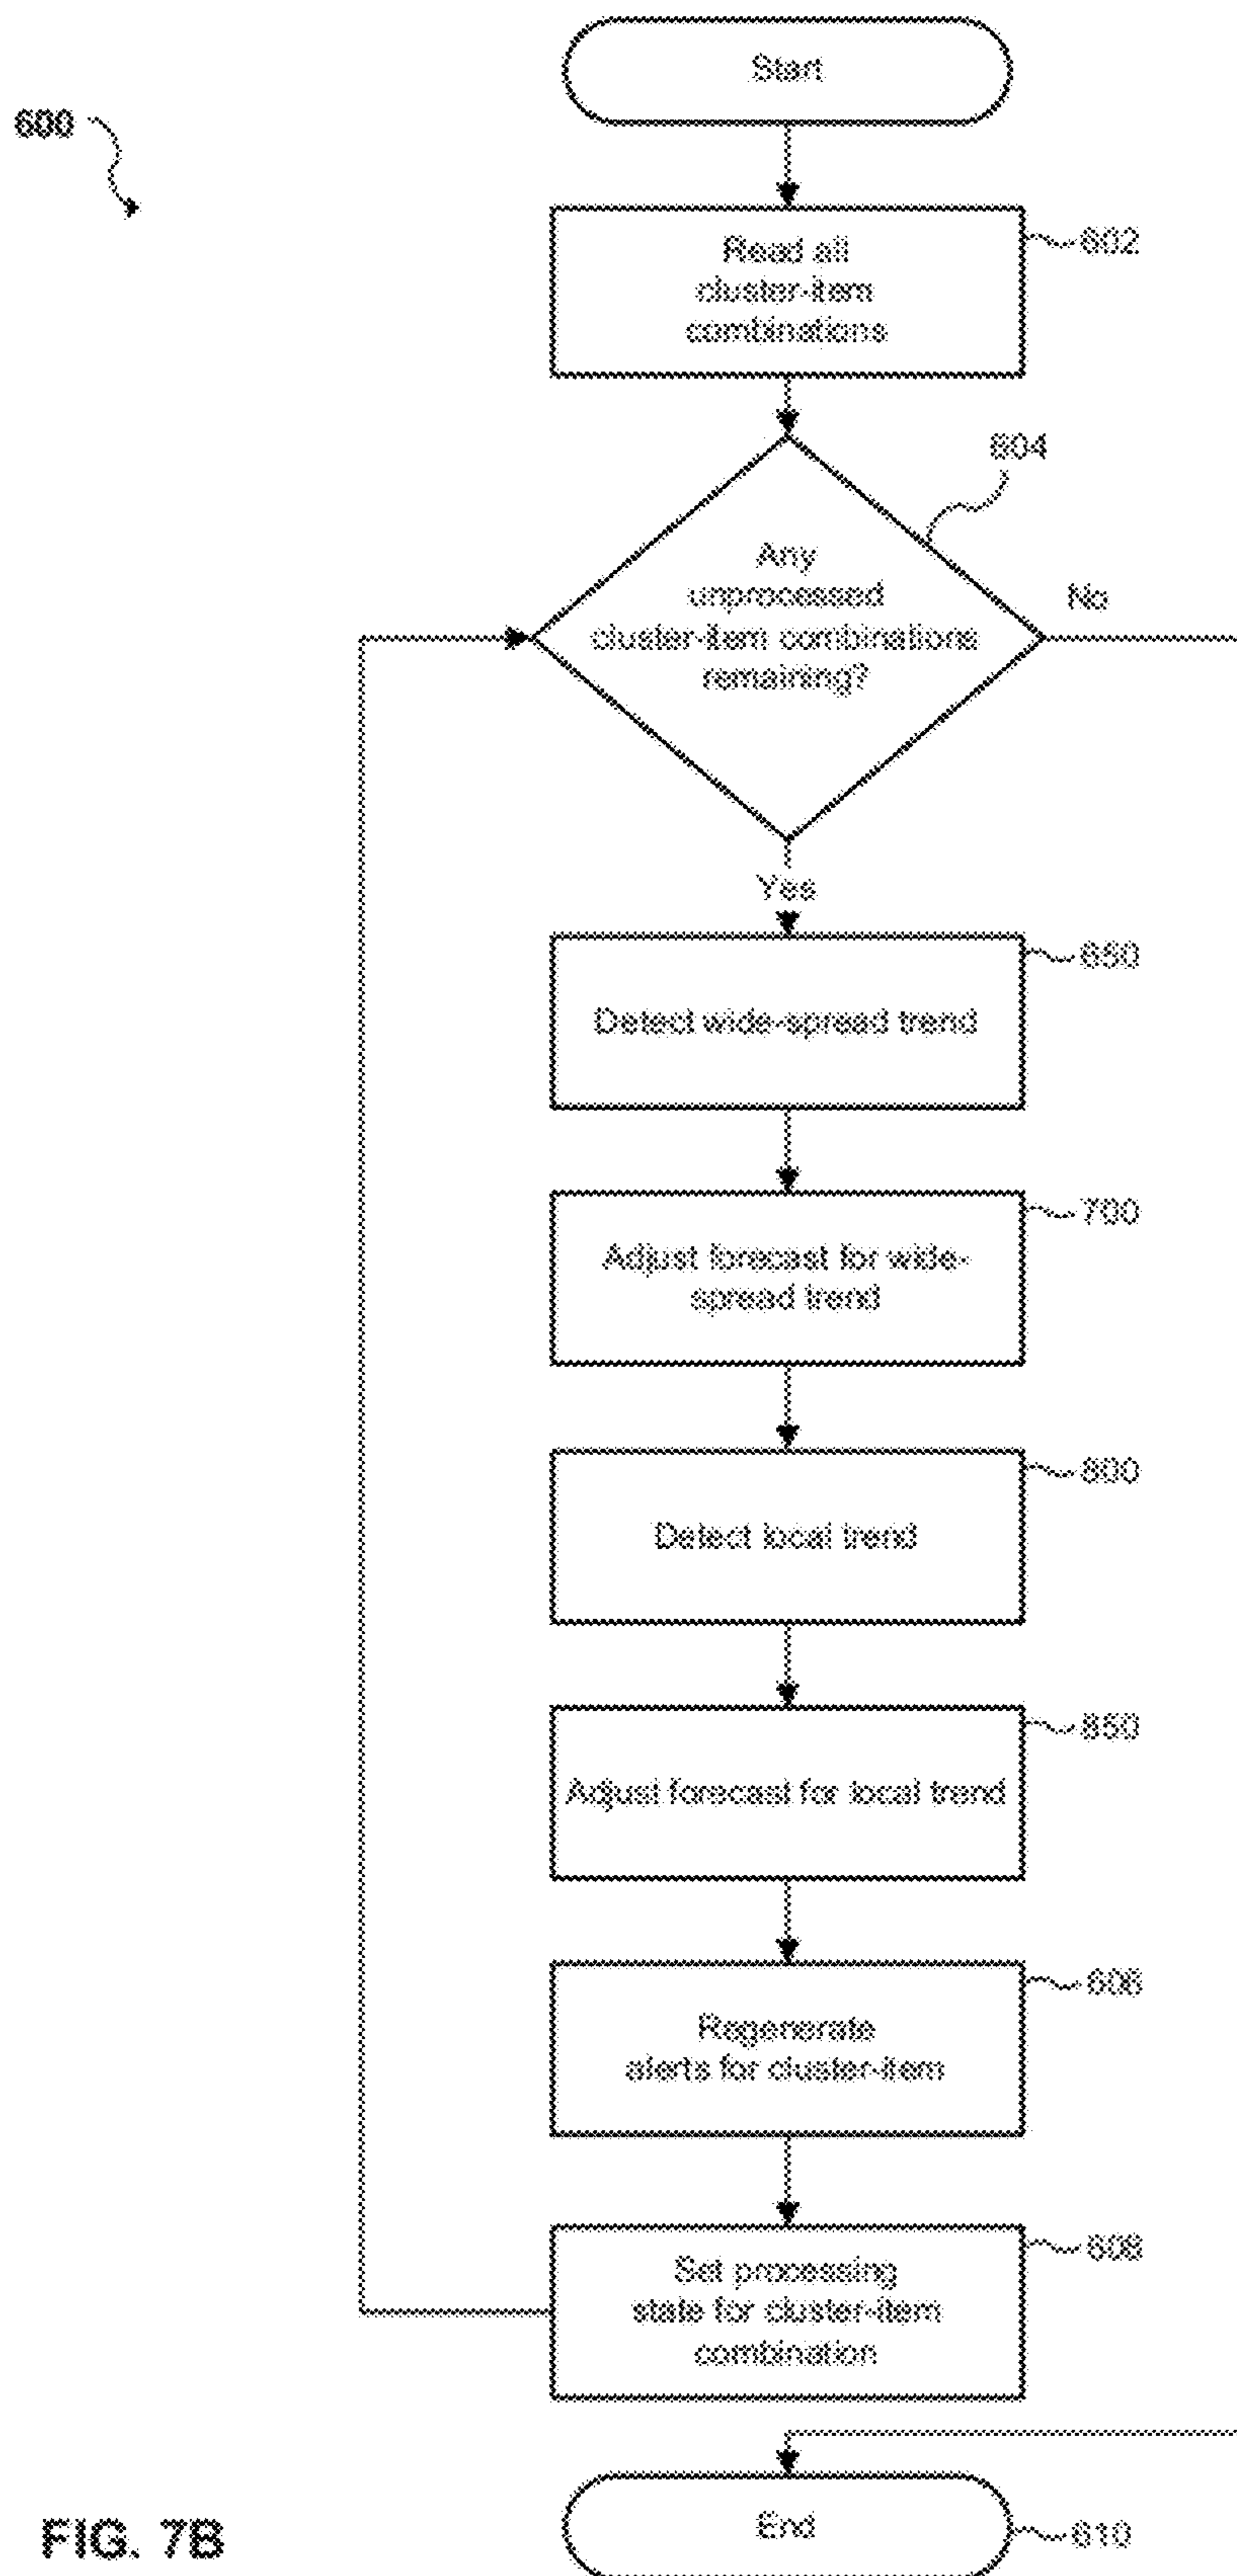 Start
600
Read all
cluster-item
combinations
602
604
Any
unprocessed
cluster-item combinations
remaining?
No
Yes
650
Detect wide-spread trend
700
Adjust forecast for wide-
spread trend
800
Detect local trend
850
Adjust forecast for local trend
606
Regenerate
alerts for cluster-item
608
Set processing
state for cluster-item
combination
End
610
FIG. 7B